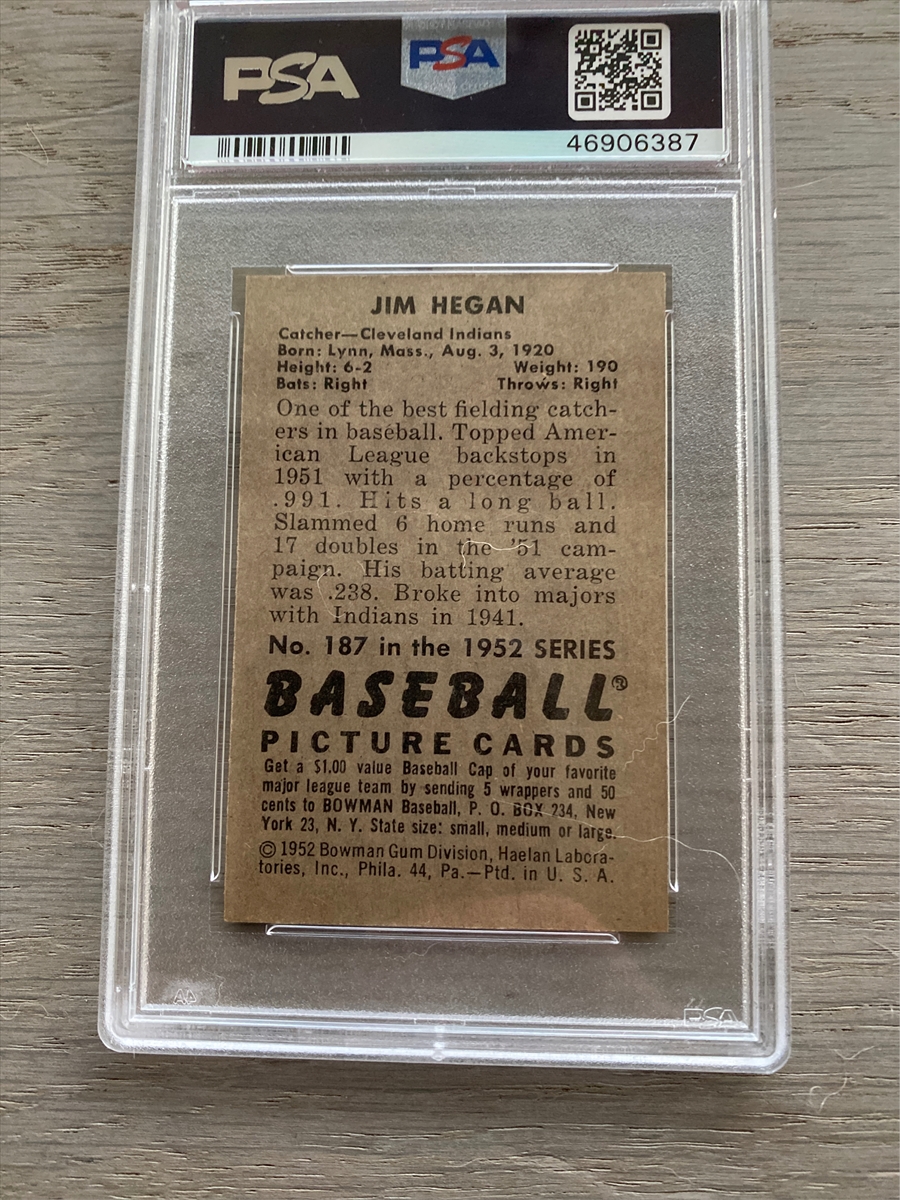 PSA
PSA
46906387
JIM HEGAN
Catcher—Cleveland Indians
Born: Lynn, Mass., Aug. 3, 1920
Height: 6-2 Weight: 190
Bats: Right Throws: Right
One of the best fielding catch-
ers in baseball. Topped Amer-
ican League backstops in
1951 with a percentage of
.991. Hits a long ball.
Slammed 6 home runs and
17 doubles in the '51 cam-
paign. His batting average
was .238. Broke into majors
with Indians in 1941.
No. 187 in the 1952 SERIES
BASEBALL®
PICTURE CARDS
Get a $1.00 value Baseball Cap of your favorite
major league team by sending 5 wrappers and 50
cents to BOWMAN Baseball, P. O. BOX 234, New
York 23, N. Y. State size: small, medium or large.
© 1952 Bowman Gum Division, Haelan Labora-
tories, Inc., Phila. 44, Pa.—Ptd. in U. S. A.
PSA